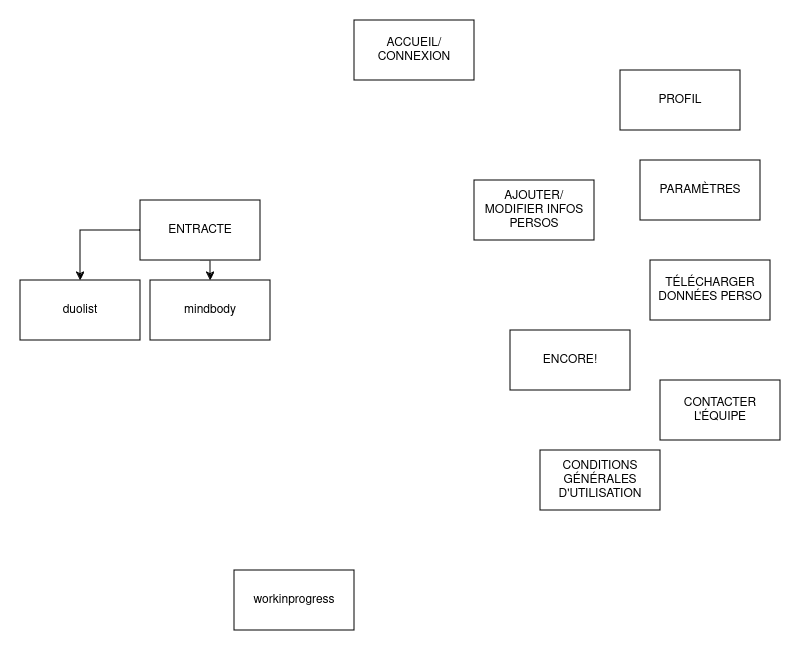 ACCUEIL/
CONNEXION
PROFIL
PARAMÈTRES
AJOUTER/
MODIFIER INFOS
PERSOS
ENTRACTE
TÉLÉCHARGER
DONNÉES PERSO
duolist
mindbody
ENCORE!
CONTACTER
L'ÉQUIPE
CONDITIONS
GÉNÉRALES
D'UTILISATION
workinprogress